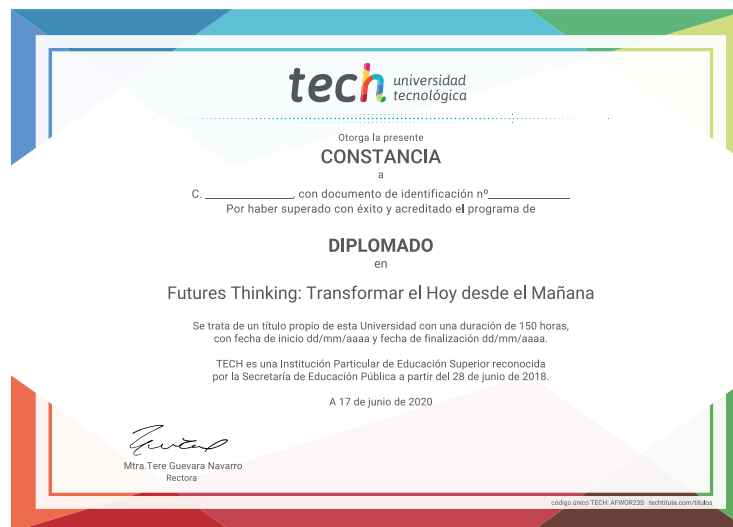 tech universidad
tecnológica
Otorga la presente
CONSTANCIA
a
C. ______________, con documento de identificación nº_____________
Por haber superado con éxito y acreditado el programa de
DIPLOMADO
en
Futures Thinking: Transformar el Hoy desde el Mañana
Se trata de un título propio de esta Universidad con una duración de 150 horas,
con fecha de inicio dd/mm/aaaa y fecha de finalización dd/mm/aaaa.
TECH es una Institución Particular de Educación Superior reconocida
por la Secretaría de Educación Pública a partir del 28 de junio de 2018.
A 17 de junio de 2020
Mtra.Tere Guevara Navarro
Rectora
código único TECH: AFWOR23S techtitute.com/titulos